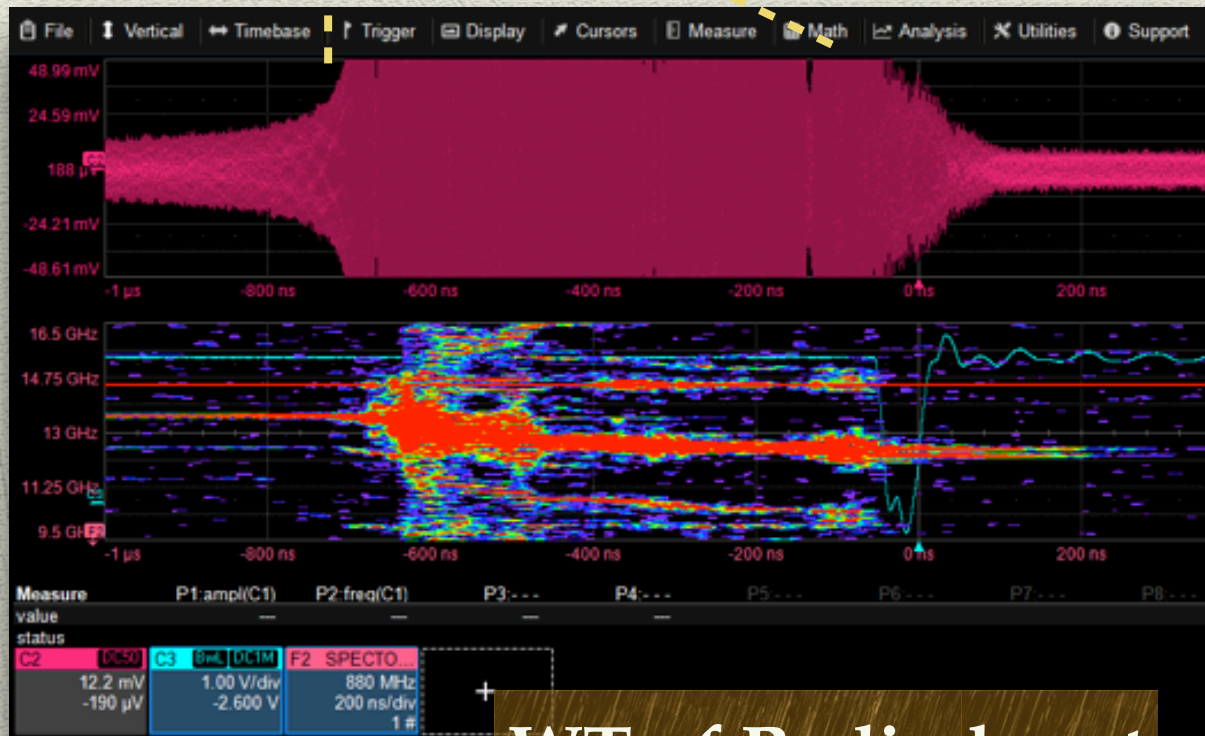 File Vertical Timebase Trigger Display Cursors Measure Math Analysis Utilities Support
48.99 mV
24.59 mV
C2
188 µV
-24.21 mV
-48.61 mV
-1 µs -800 ns -600 ns -400 ns -200 ns 0 ns 200 ns
16.5 GHz
14.75 GHz
13 GHz
11.25 GHz
9.5 GHz
-1 µs -800 ns -600 ns -400 ns -200 ns 0 ns 200 ns
Measure P1:ampl(C1) P2:freq(C1) P3:--- P4:--- P5:--- P6:--- P7:--- P8:---
value --- --- --- ---
status
C2 DC50 C3 BwL DC1M F2 SPECTO...
12.2 mV 1.00 V/div 880 MHz
-190 µV -2.600 V 200 ns/div
+
1 #